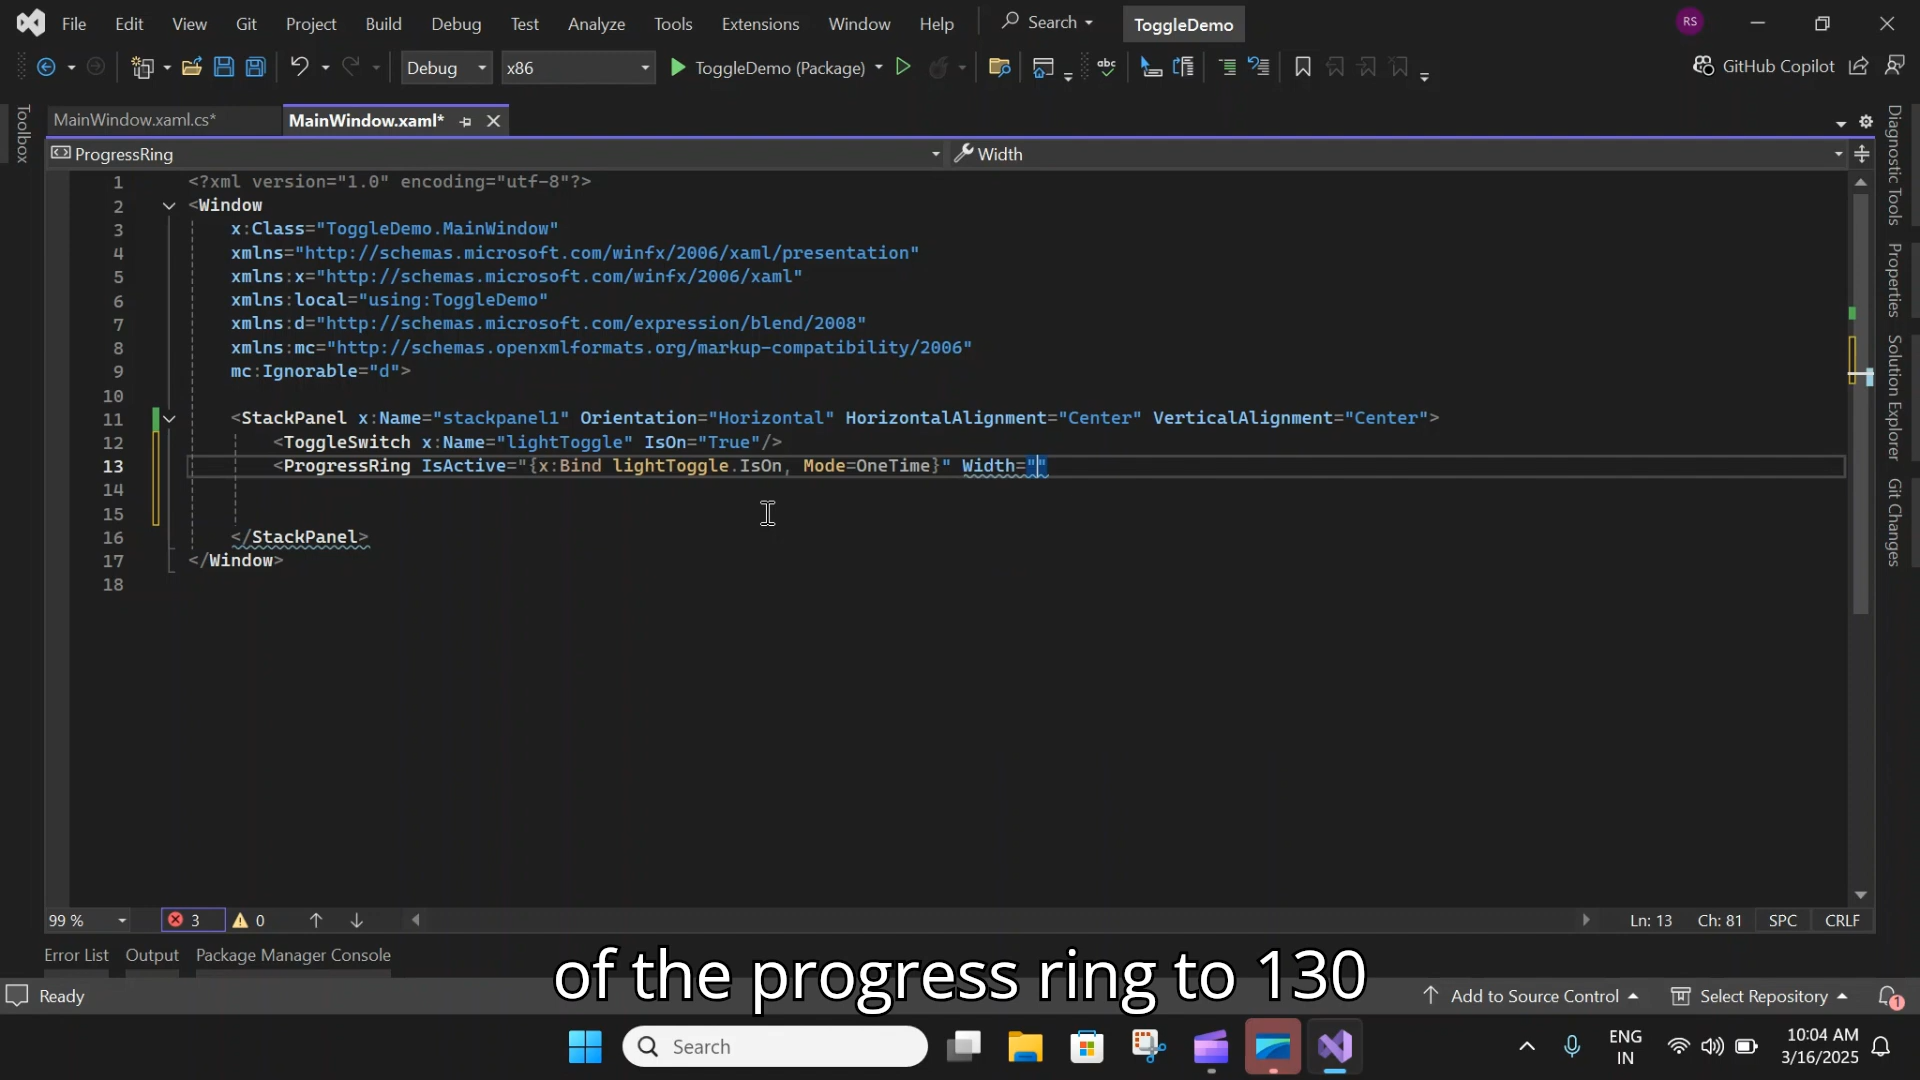 File Edit View Git Project Build Debug Test Analyze Tools Extensions Window Help Search ToggleDemo RS
Debug x86 ToggleDemo (Package) abc GitHub Copilot
Toolbox
MainWindow.xaml.cs* MainWindow.xaml*
ProgressRing Width
1 <?xml version="1.0" encoding="utf-8"?>
2 <Window
3 x:Class="ToggleDemo.MainWindow"
4 xmlns="http://schemas.microsoft.com/winfx/2006/xaml/presentation"
5 xmlns:x="http://schemas.microsoft.com/winfx/2006/xaml"
6 xmlns:local="using:ToggleDemo"
7 xmlns:d="http://schemas.microsoft.com/expression/blend/2008"
8 xmlns:mc="http://schemas.openxmlformats.org/markup-compatibility/2006"
9 mc:Ignorable="d">
10
11 <StackPanel x:Name="stackpanel1" Orientation="Horizontal" HorizontalAlignment="Center" VerticalAlignment="Center">
12 <ToggleSwitch x:Name="lightToggle" IsOn="True"/>
13 <ProgressRing IsActive="{x:Bind lightToggle.IsOn, Mode=OneTime}" Width=""
14
15
16 </StackPanel>
17 </Window>
18
Diagnostic Tools
Properties
Solution Explorer
Git Changes
99 % 3 0 Ln: 13 Ch: 81 SPC CRLF
Error List Output Package Manager Console
of the progress ring to 130
Ready Add to Source Control Select Repository 1
Search ENG 10:04 AM
IN 3/16/2025